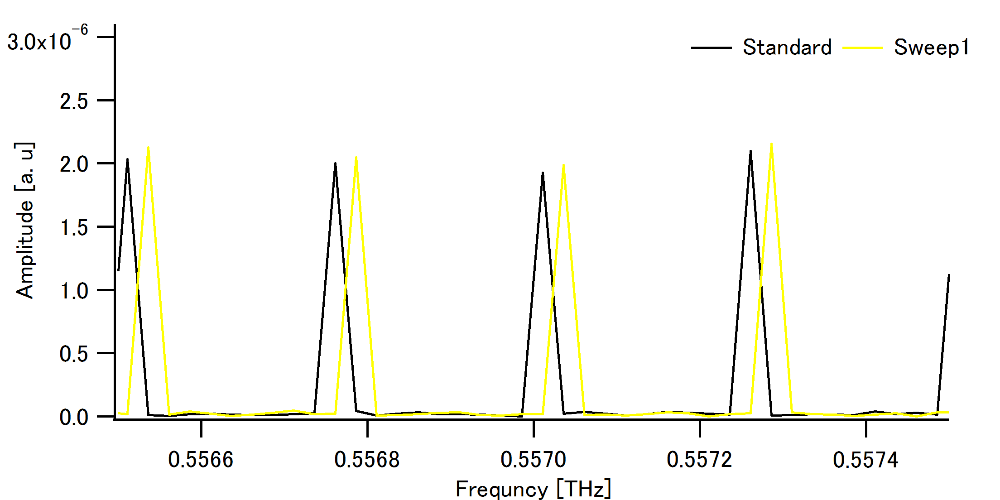 3.0x10-6
Standard
Sweep1
2.5
2.0
1.5
1.0
0.5
0.0
Amplitude [a. u]
0.5566
0.5568
0.5570
0.5572
0.5574
Frequncy [THz]